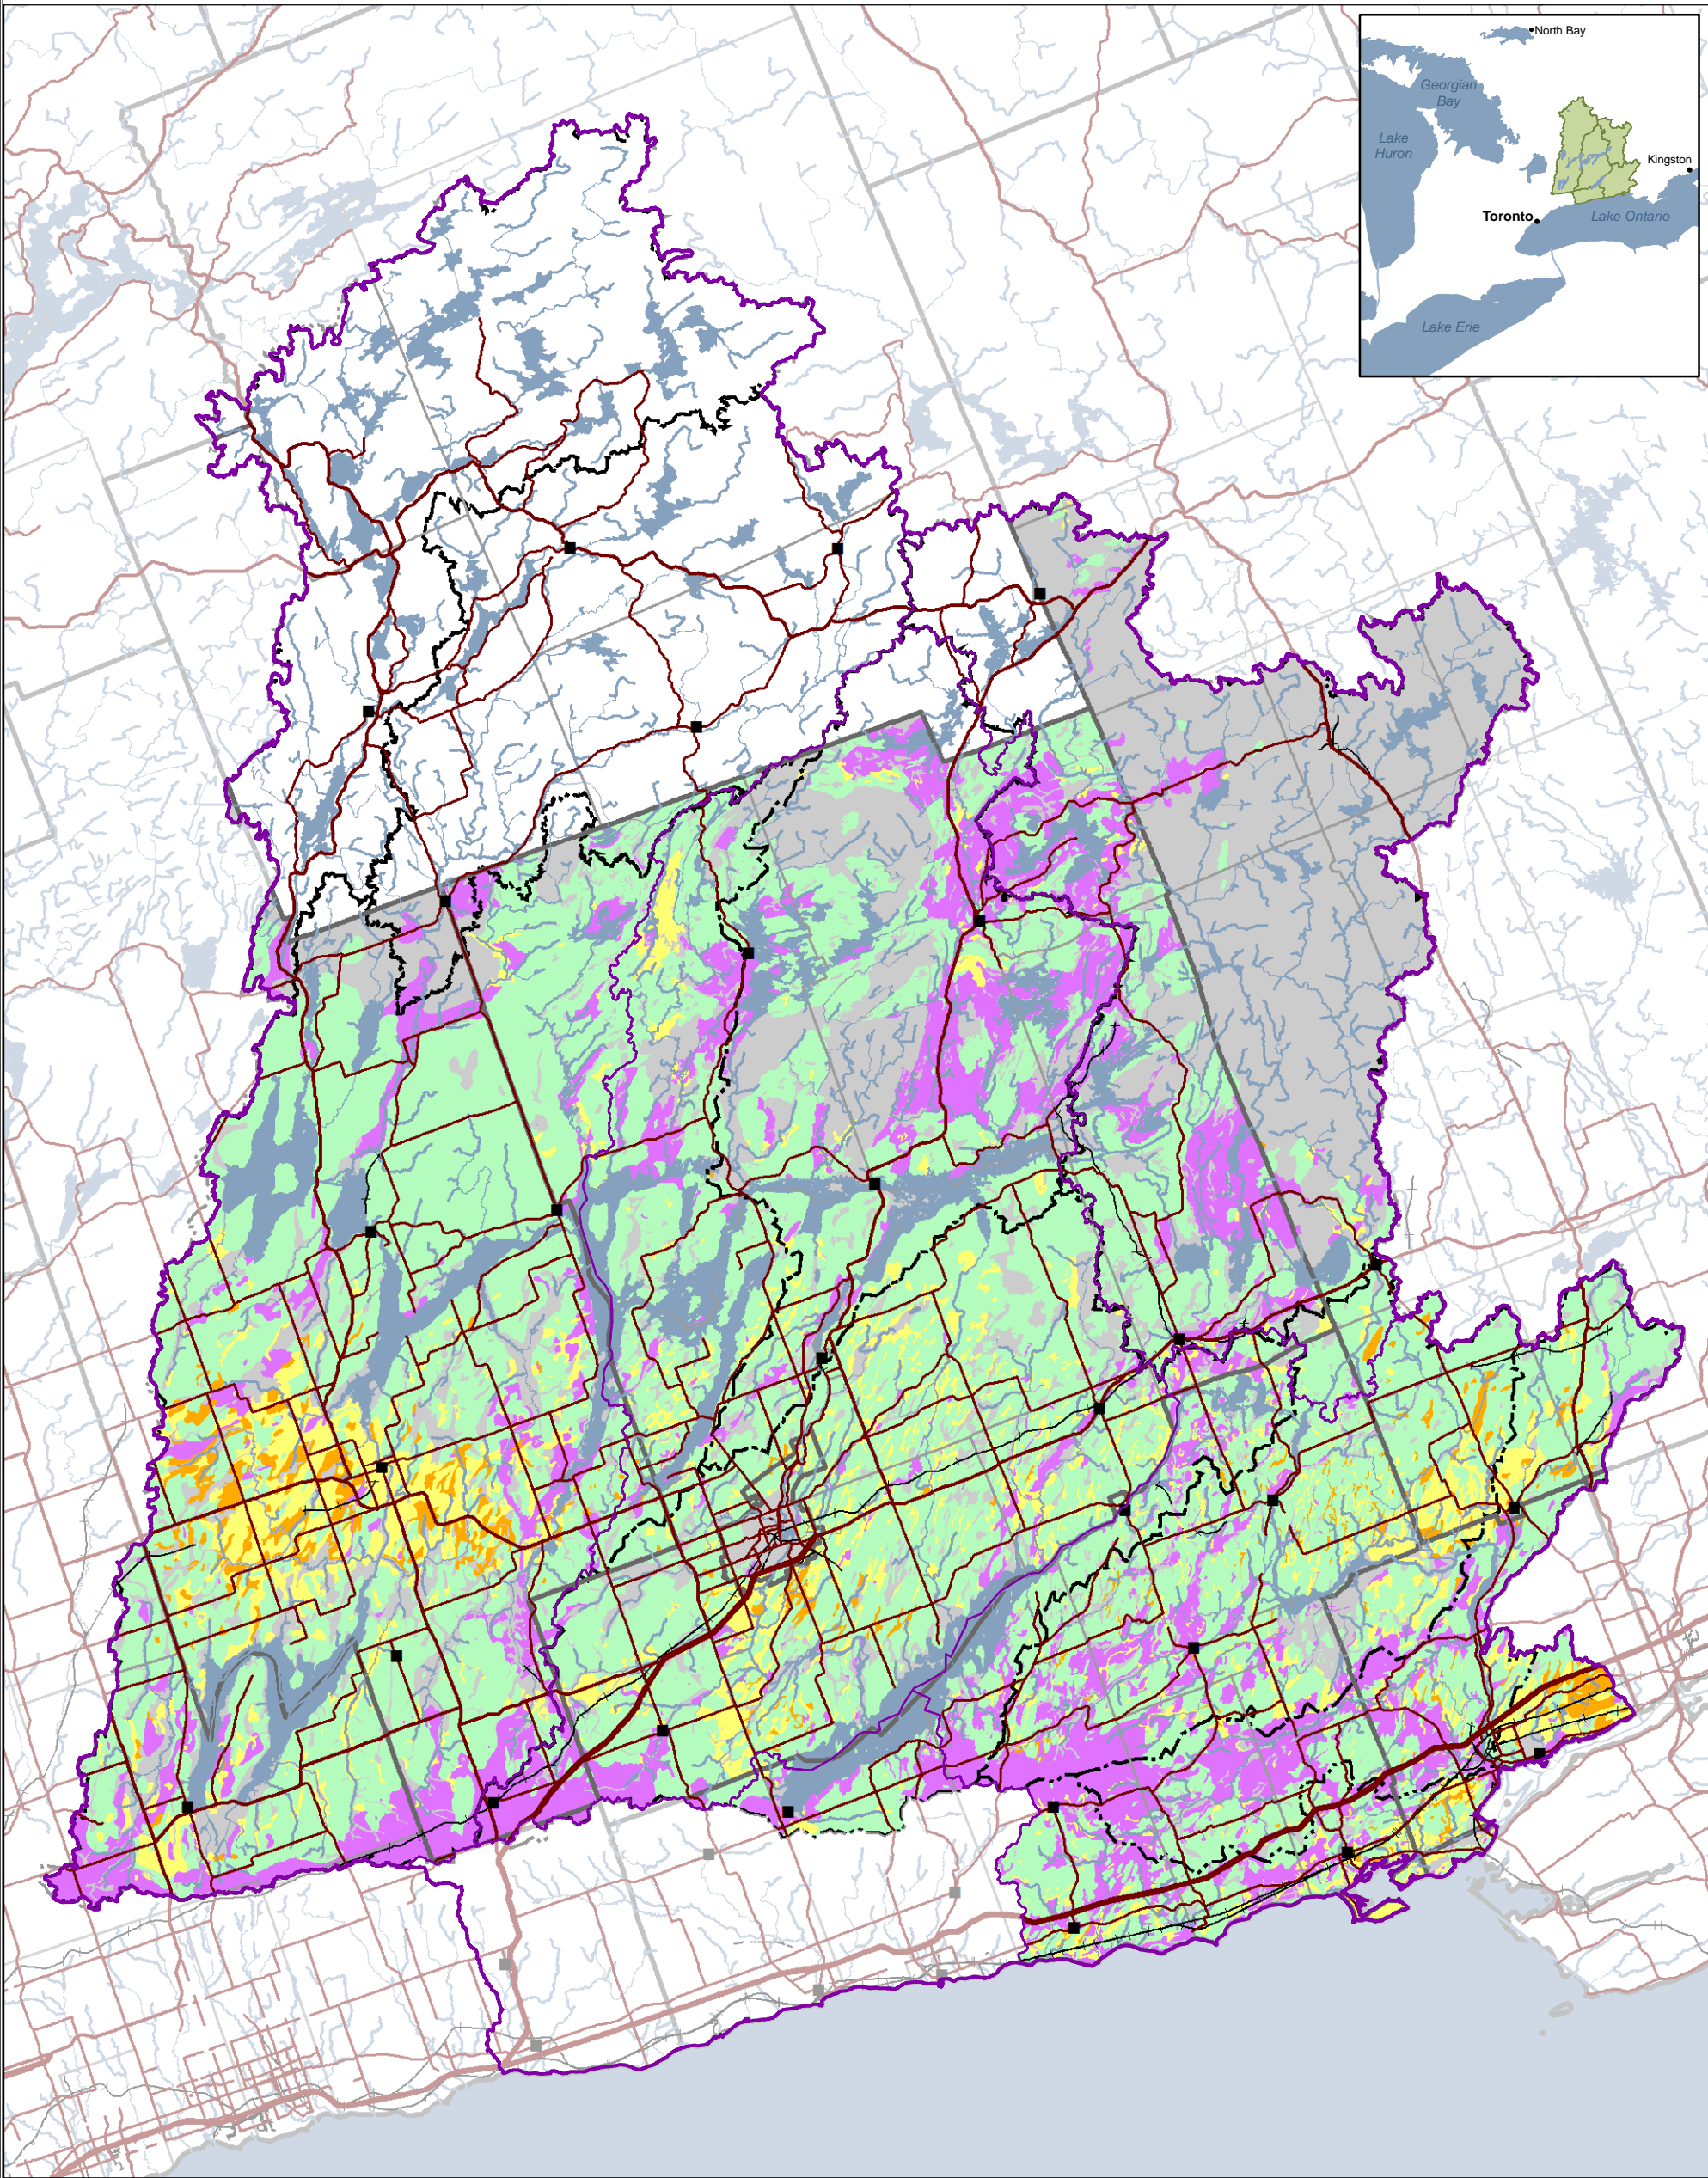 North Bay
Georgian
Bay
Lake
Huron
Kingston
Toronto
Lake Ontario
Lake Erie